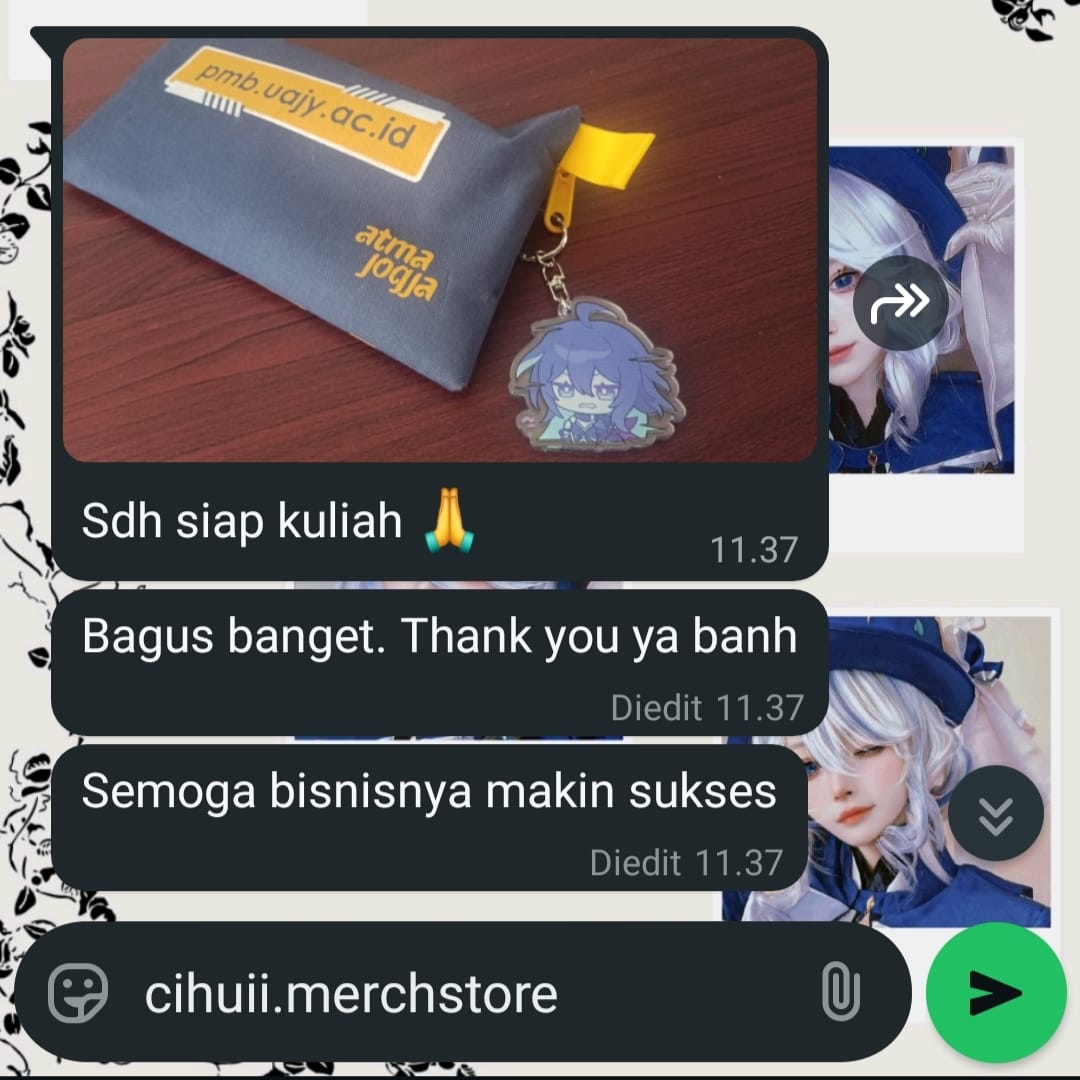 pmb.uajy.ac.id
atma
jogja
Sdh siap kuliah 🙏
11.37
Bagus banget. Thank you ya banh
Diedit 11.37
Semoga bisnisnya makin sukses
Diedit 11.37
cihuii.merchstore